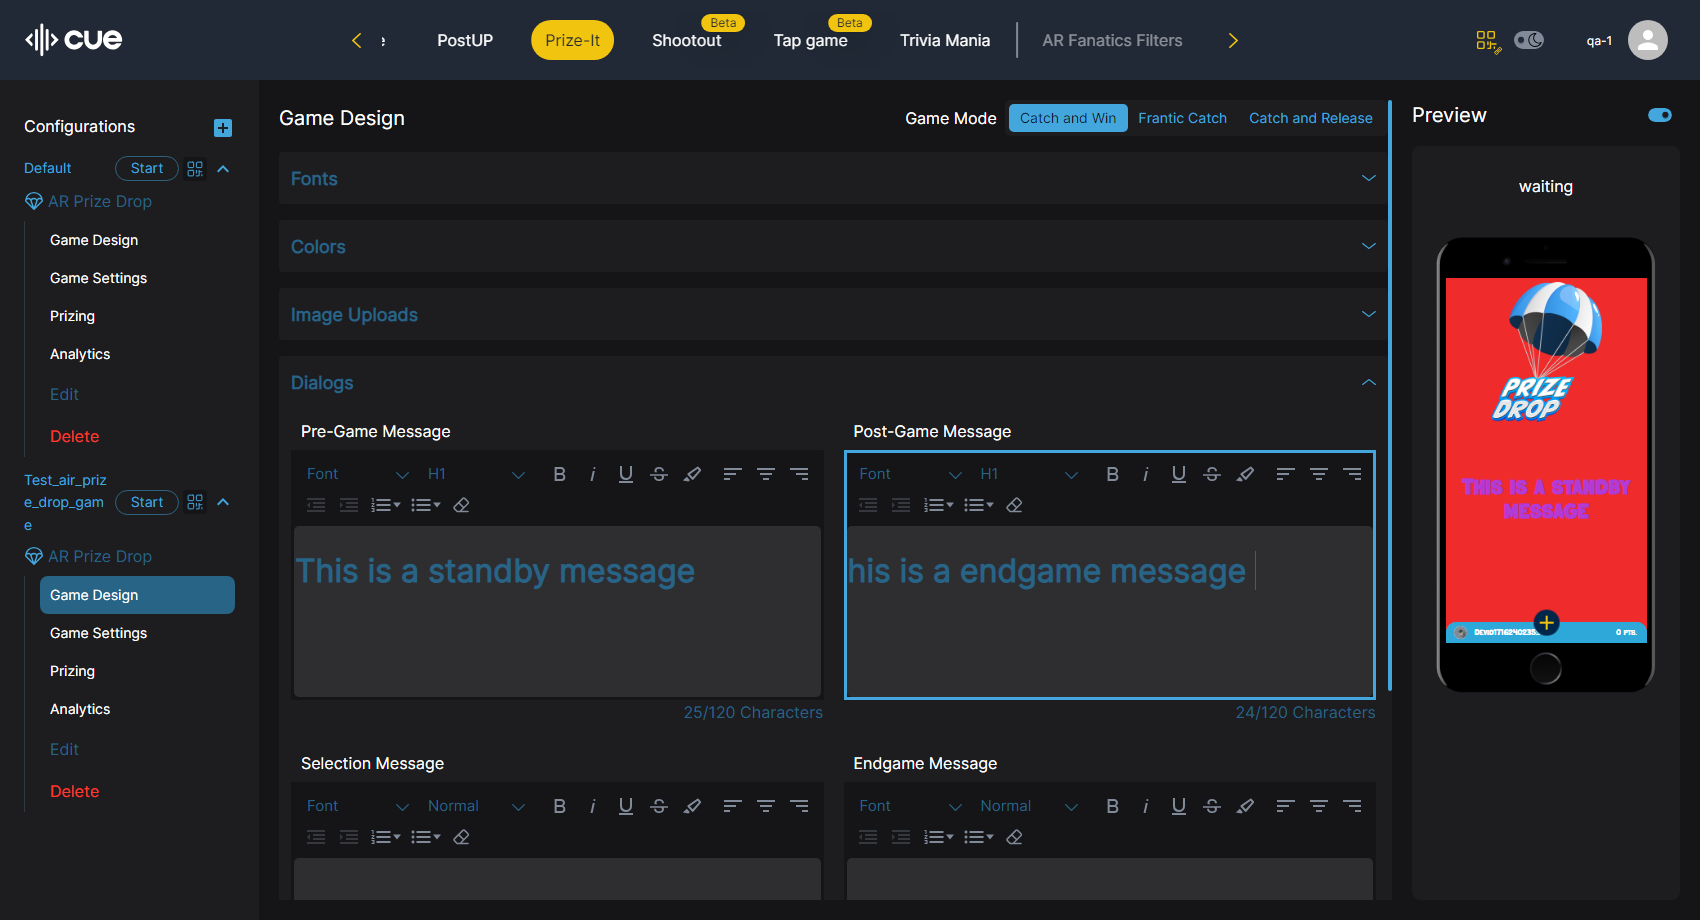 cue
e
PostUP
Prize-It
Shootout
Beta
Tap game
Beta
Trivia Mania
AR Fanatics Filters
qa-1
Configurations
Default
Start
AR Prize Drop
Game Design
Game Settings
Prizing
Analytics
Edit
Delete
Test_air_priz
e_drop_gam
e
Start
AR Prize Drop
Game Design
Game Settings
Prizing
Analytics
Edit
Delete
Game Design
Game Mode
Catch and Win
Frantic Catch
Catch and Release
Fonts
Colors
Image Uploads
Dialogs
Pre-Game Message
Font H1
This is a standby message
25/120 Characters
Post-Game Message
Font H1
his is a endgame message
24/120 Characters
Selection Message
Font Normal
Endgame Message
Font Normal
Preview
waiting
PRIZE
DROP
THIS IS A STANDBY
MESSAGE
0 PTS.